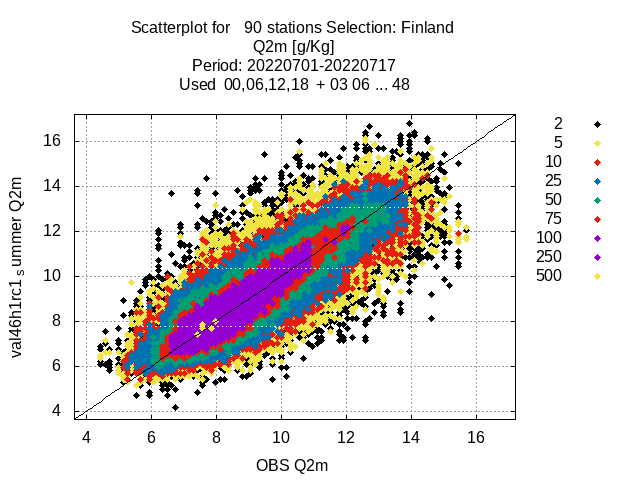 Scatterplot for   90 stations Selection: Finland
Q2m [g/Kg]
Period: 20220701-20220717
Used  00,06,12,18  + 03 06 ... 48
val46h1rc1 s ummer Q2m
16
14
12
10
8
6
4
4 6 8 10 12 14 16
OBS Q2m
2
5
10
25
50
75
100
250
500